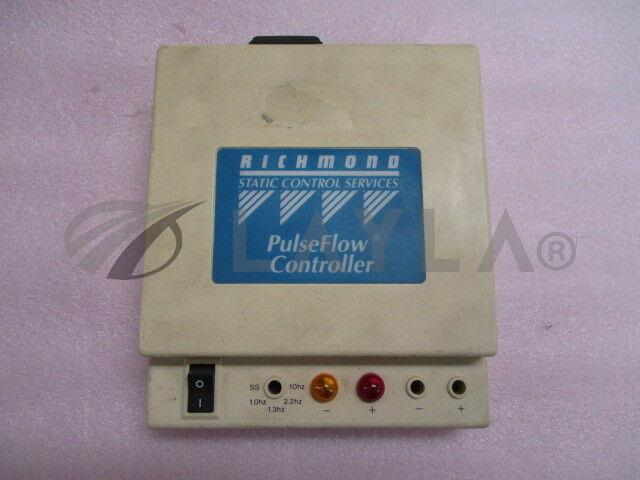 RICHMOND
STATIC CONTROL SERVICES
PulseFlow
Controller
LAYLA®
O
I
SS 10hz
1.0hz 2.2hz
1.3hz
− + − +